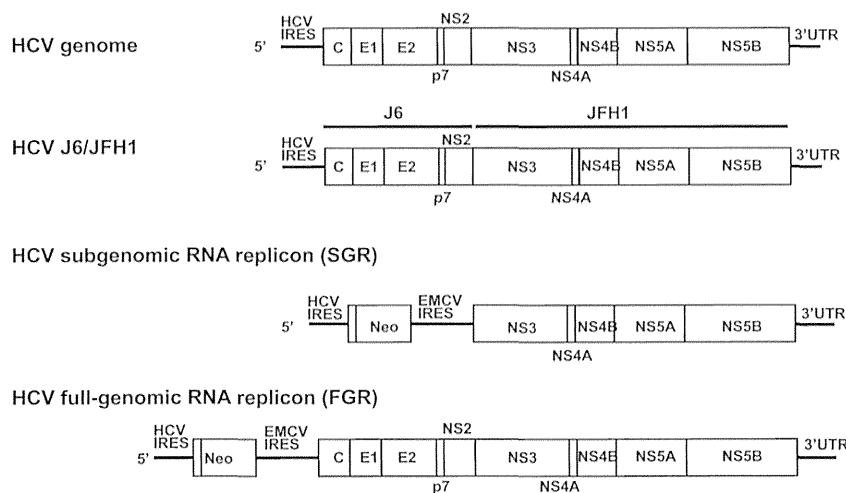 HCV genome
HCV
IRES
NS2
5'
C E1 E2 NS3 NS4B NS5A NS5B
3'UTR
p7
NS4A
J6 JFH1
HCV J6/JFH1
HCV
IRES
NS2
5'
C E1 E2 NS3 NS4B NS5A NS5B
3'UTR
p7
NS4A
HCV subgenomic RNA replicon (SGR)
HCV
IRES
EMCV
IRES
5'
Neo NS3 NS4B NS5A NS5B
3'UTR
NS4A
HCV full-genomic RNA replicon (FGR)
HCV
IRES
EMCV
IRES
NS2
5'
Neo C E1 E2 NS3 NS4B NS5A NS5B
3'UTR
p7
NS4A